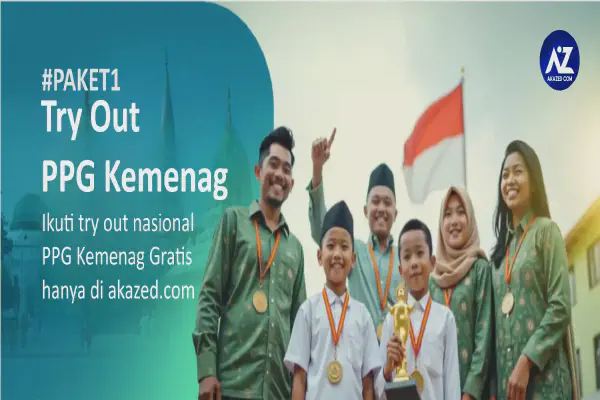 #PAKET1
Try Out
PPG Kemenag
Ikuti try out nasional
PPG Kemenag Gratis
hanya di akazed.com
AZ
AKAZED.COM